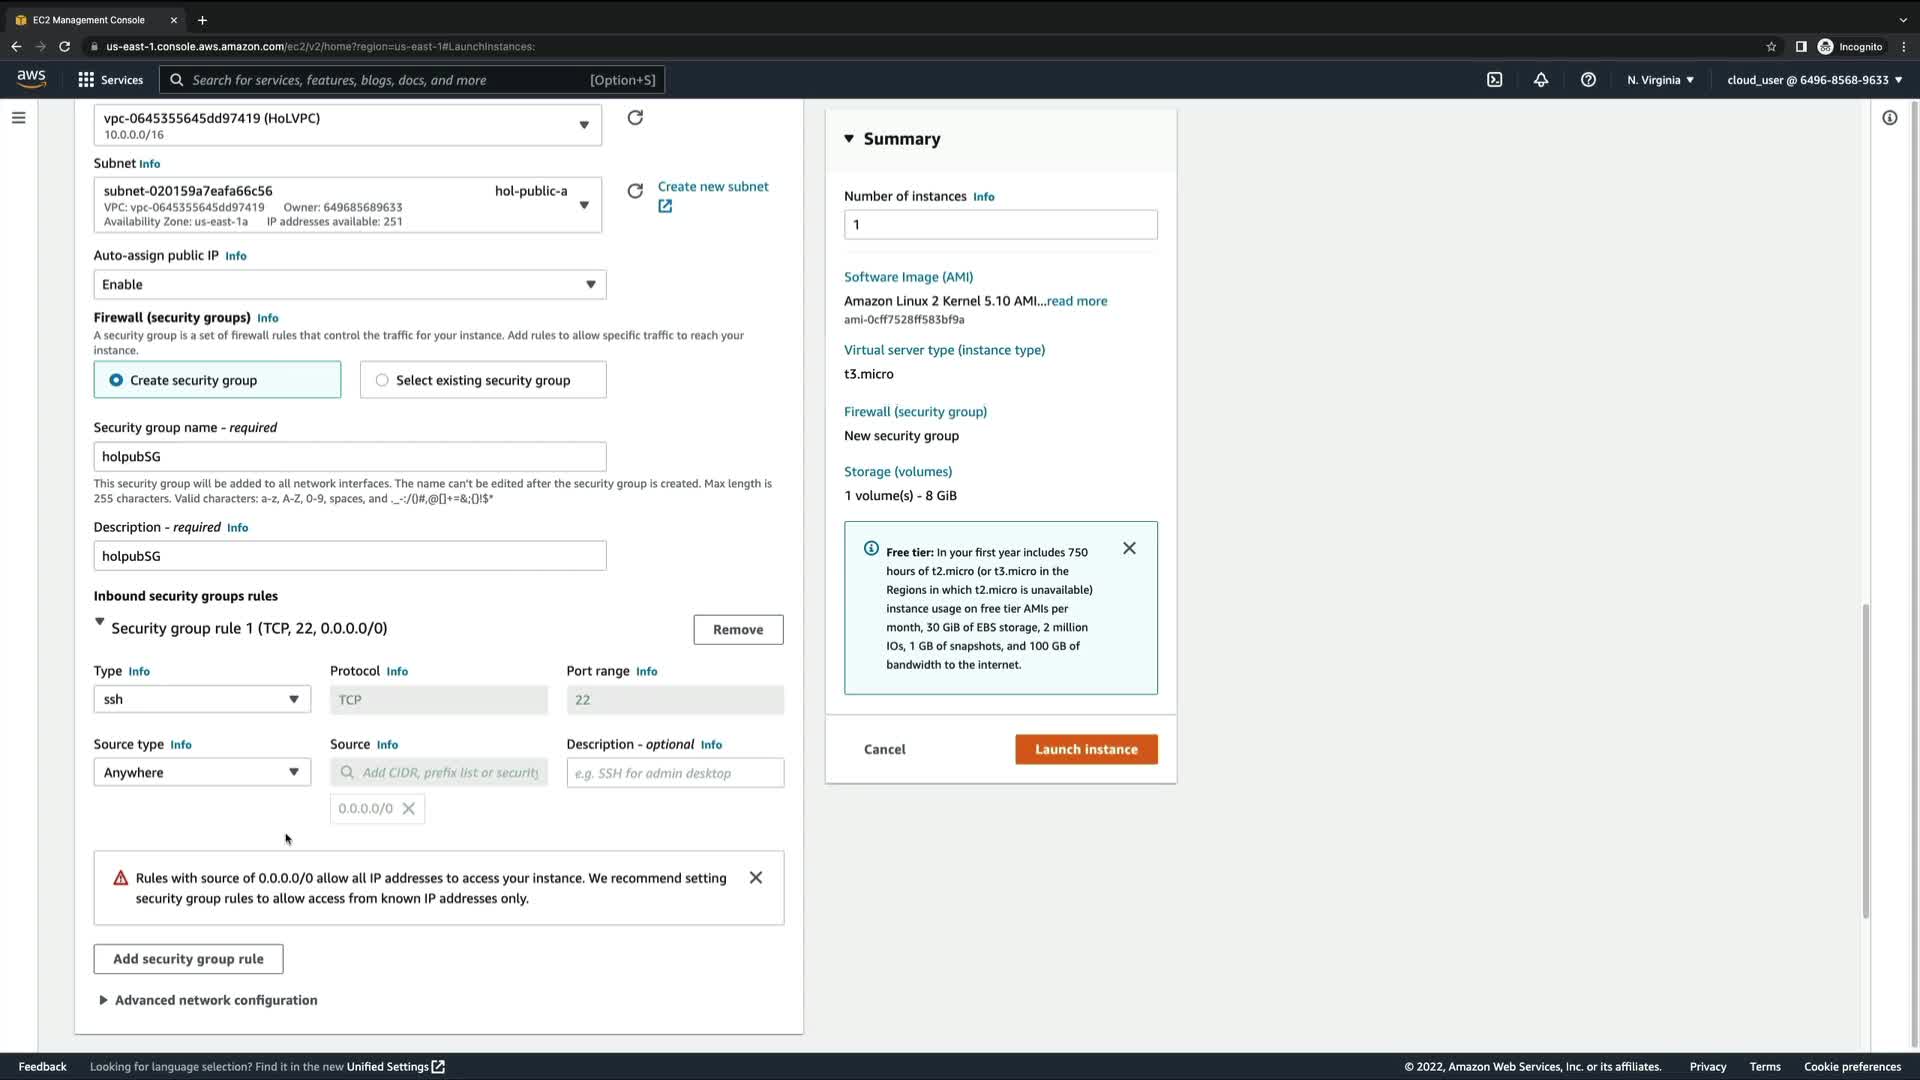 EC2 Management Console
us-east-1.console.aws.amazon.com/ec2/v2/home?region=us-east-1#LaunchInstances:
Incognito
aws
Services
Search for services, features, blogs, docs, and more
[Option+S]
N. Virginia
cloud_user @ 6496-8568-9633
vpc-0645355645dd97419 (HoLVPC)
10.0.0.0/16
Subnet Info
subnet-020159a7eafa66c56 hol-public-a
VPC: vpc-0645355645dd97419 Owner: 649685689633
Availability Zone: us-east-1a IP addresses available: 251
Create new subnet
Auto-assign public IP Info
Enable
Firewall (security groups) Info
A security group is a set of firewall rules that control the traffic for your instance. Add rules to allow specific traffic to reach your
instance.
Create security group
Select existing security group
Security group name - required
holpubSG
This security group will be added to all network interfaces. The name can't be edited after the security group is created. Max length is
255 characters. Valid characters: a-z, A-Z, 0-9, spaces, and ._-:/()#,@[]+=&;{}!$*
Description - required Info
holpubSG
Inbound security groups rules
Security group rule 1 (TCP, 22, 0.0.0.0/0)
Remove
Type Info
Protocol Info
Port range Info
ssh
TCP
22
Source type Info
Source Info
Description - optional Info
Anywhere
Add CIDR, prefix list or security
e.g. SSH for admin desktop
0.0.0.0/0
Rules with source of 0.0.0.0/0 allow all IP addresses to access your instance. We recommend setting
security group rules to allow access from known IP addresses only.
Add security group rule
Advanced network configuration
Summary
Number of instances Info
1
Software Image (AMI)
Amazon Linux 2 Kernel 5.10 AMI...read more
ami-0cff7528ff583bf9a
Virtual server type (instance type)
t3.micro
Firewall (security group)
New security group
Storage (volumes)
1 volume(s) - 8 GiB
Free tier: In your first year includes 750
hours of t2.micro (or t3.micro in the
Regions in which t2.micro is unavailable)
instance usage on free tier AMIs per
month, 30 GiB of EBS storage, 2 million
IOs, 1 GB of snapshots, and 100 GB of
bandwidth to the internet.
Cancel
Launch instance
Feedback
Looking for language selection? Find it in the new Unified Settings
© 2022, Amazon Web Services, Inc. or its affiliates.
Privacy
Terms
Cookie preferences